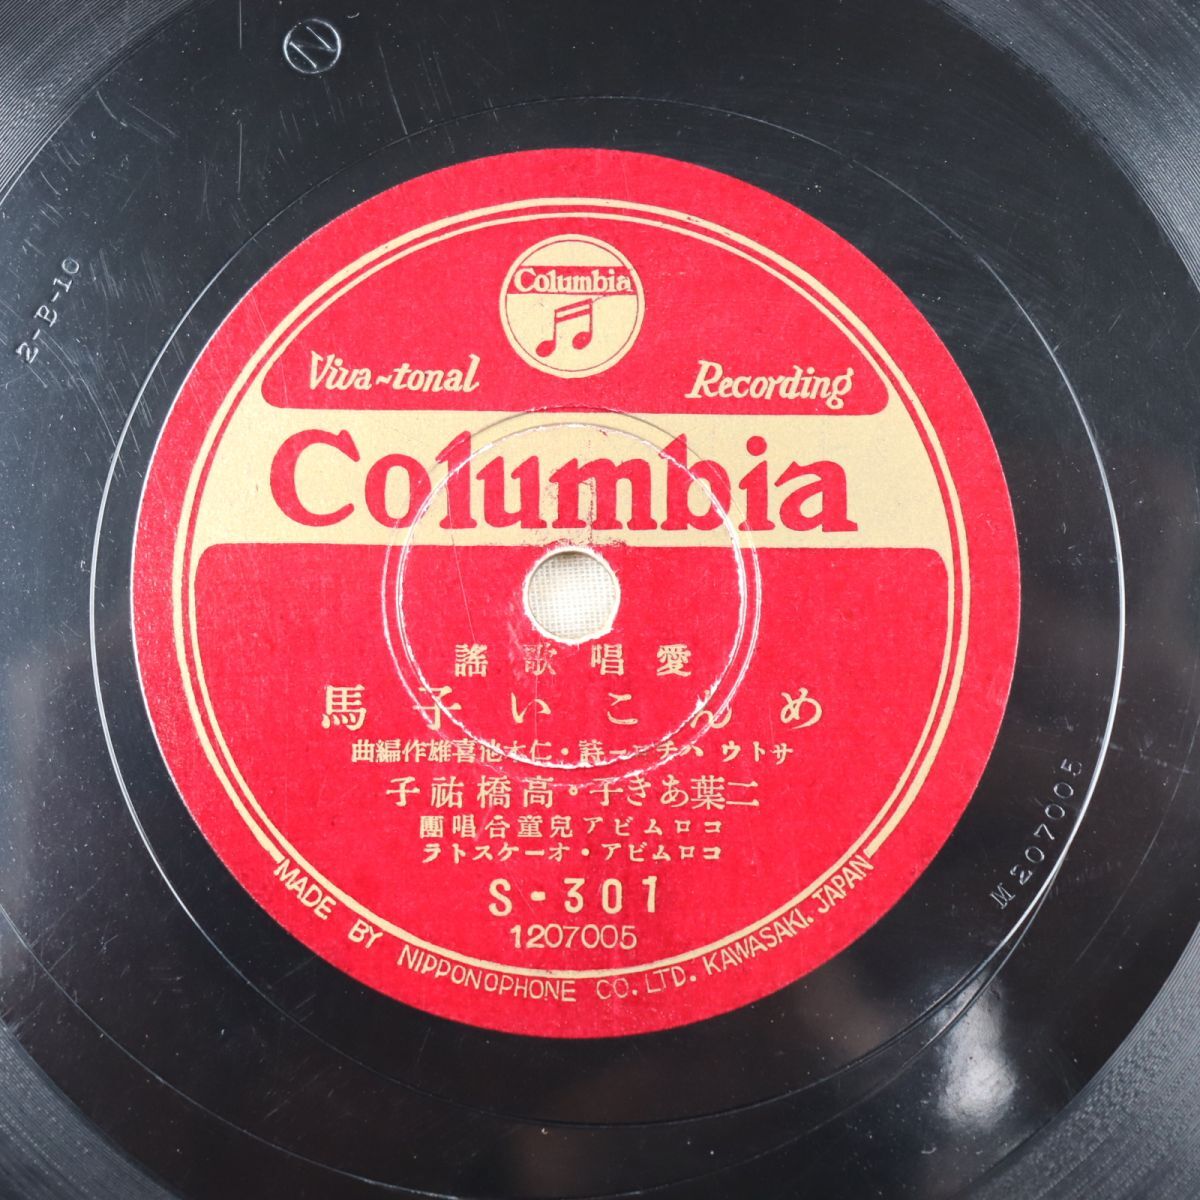 N
2-B-10
Columbia
Viva-tonal Recording
Columbia
愛唱歌謠
めんこい子馬
サトウ ハチロー詩・仁木他喜雄作編曲
二葉あき子・高橋祐子
コロムビア兒童合唱團
コロムビア・オーケストラ
S-301
1207005
MADE BY NIPPONOPHONE CO. LTD. KAWASAKI. JAPAN
M 207005